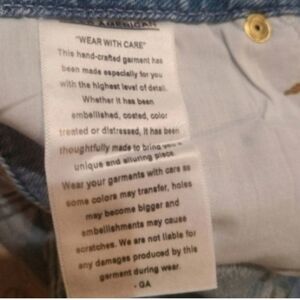 AMERICAN
"WEAR WITH CARE"
This hand-crafted garment has
been made especially for you
with the highest level of detail.
Whether it has been
embellished, coated, color
treated or distressed, it has been
thoughtfully made to bring you a
unique and alluring piece.
Wear your garments with care as
some colors may transfer, holes
may become bigger and
embellishments may cause
scratches. We are not liable for
any damages produced by this
garment during wear.
- GA